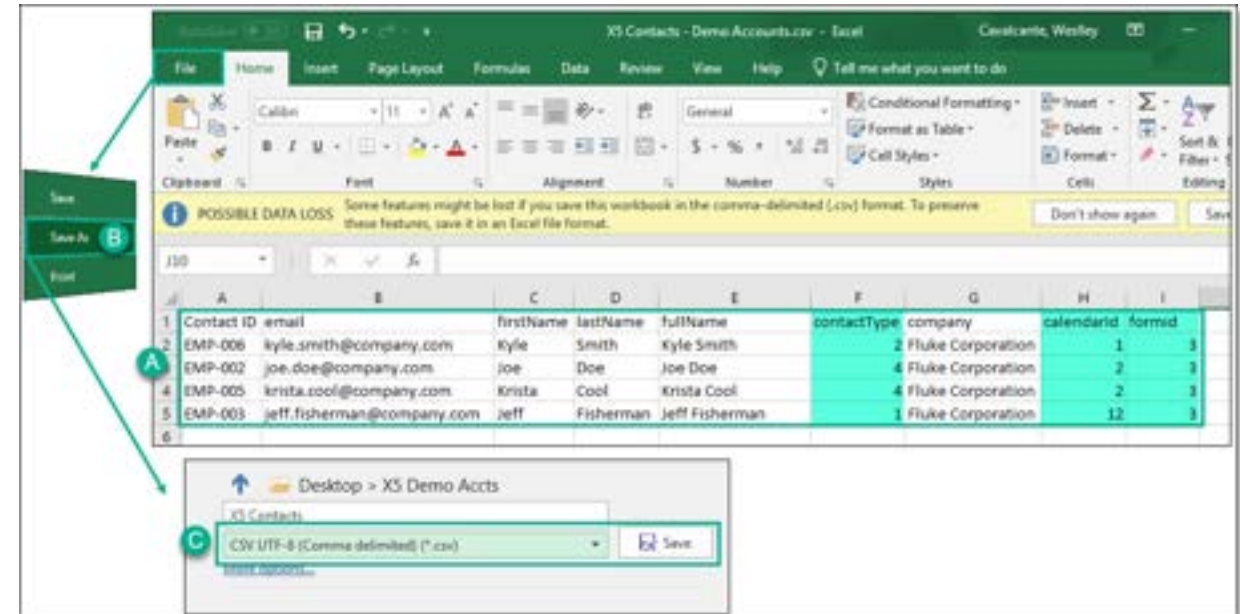 X5 Contacts - Demo Accounts.csv - Excel
Cavalcante, Weslley
File Home Insert Page Layout Formulas Data Review View Help Tell me what you want to do
Paste
Calibri 11
General
Conditional Formatting
Format as Table
Cell Styles
Insert
Delete
Format
Sort &
Filter
Clipboard Font Alignment Number Styles Cells Editing
POSSIBLE DATA LOSS Some features might be lost if you save this workbook in the comma-delimited (.csv) format. To preserve
these features, save it in an Excel file format.
Don't show again
Save
Save
Save As B
Print
J10
A B C D E F G H I
1 Contact ID email firstName lastName fullName contactType company calendarId formid
2 EMP-006 kyle.smith@company.com Kyle Smith Kyle Smith 2 Fluke Corporation 1 3
A
3 EMP-002 joe.doe@company.com Joe Doe Joe Doe 4 Fluke Corporation 2 3
4 EMP-005 krista.cool@company.com Krista Cool Krista Cool 4 Fluke Corporation 2 3
5 EMP-003 jeff.fisherman@company.com Jeff Fisherman Jeff Fisherman 1 Fluke Corporation 12 3
6
Desktop > X5 Demo Accts
X5 Contacts
C
CSV UTF-8 (Comma delimited) (*.csv)
Save
More options...